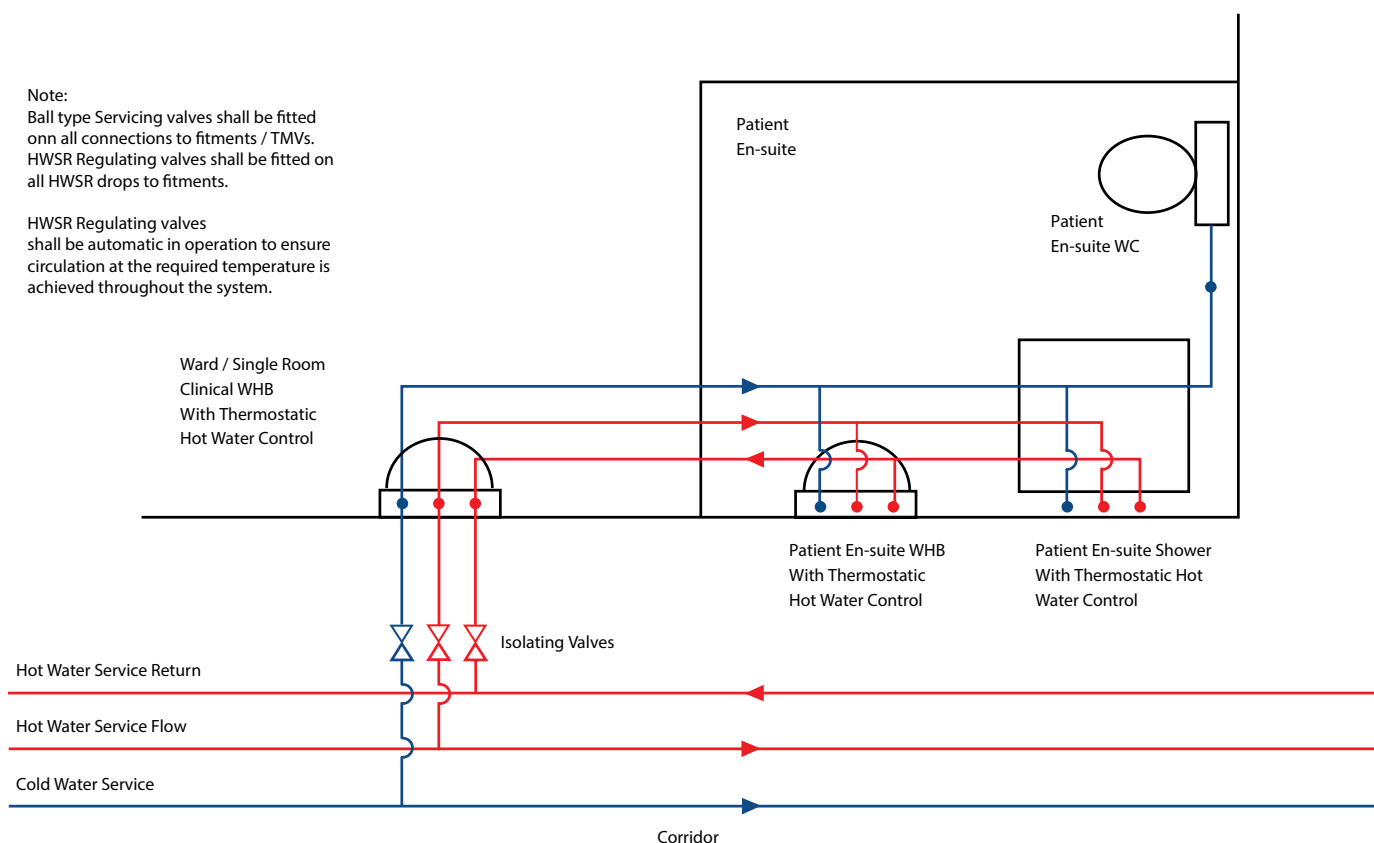 Note:
Ball type Servicing valves shall be fitted
onn all connections to fitments / TMVs.
HWSR Regulating valves shall be fitted on
all HWSR drops to fitments.
HWSR Regulating valves
shall be automatic in operation to ensure
circulation at the required temperature is
achieved throughout the system.
Patient
En-suite
Patient
En-suite WC
Ward / Single Room
Clinical WHB
With Thermostatic
Hot Water Control
Patient En-suite WHB
With Thermostatic
Hot Water Control
Patient En-suite Shower
With Thermostatic Hot
Water Control
Isolating Valves
Hot Water Service Return
Hot Water Service Flow
Cold Water Service
Corridor